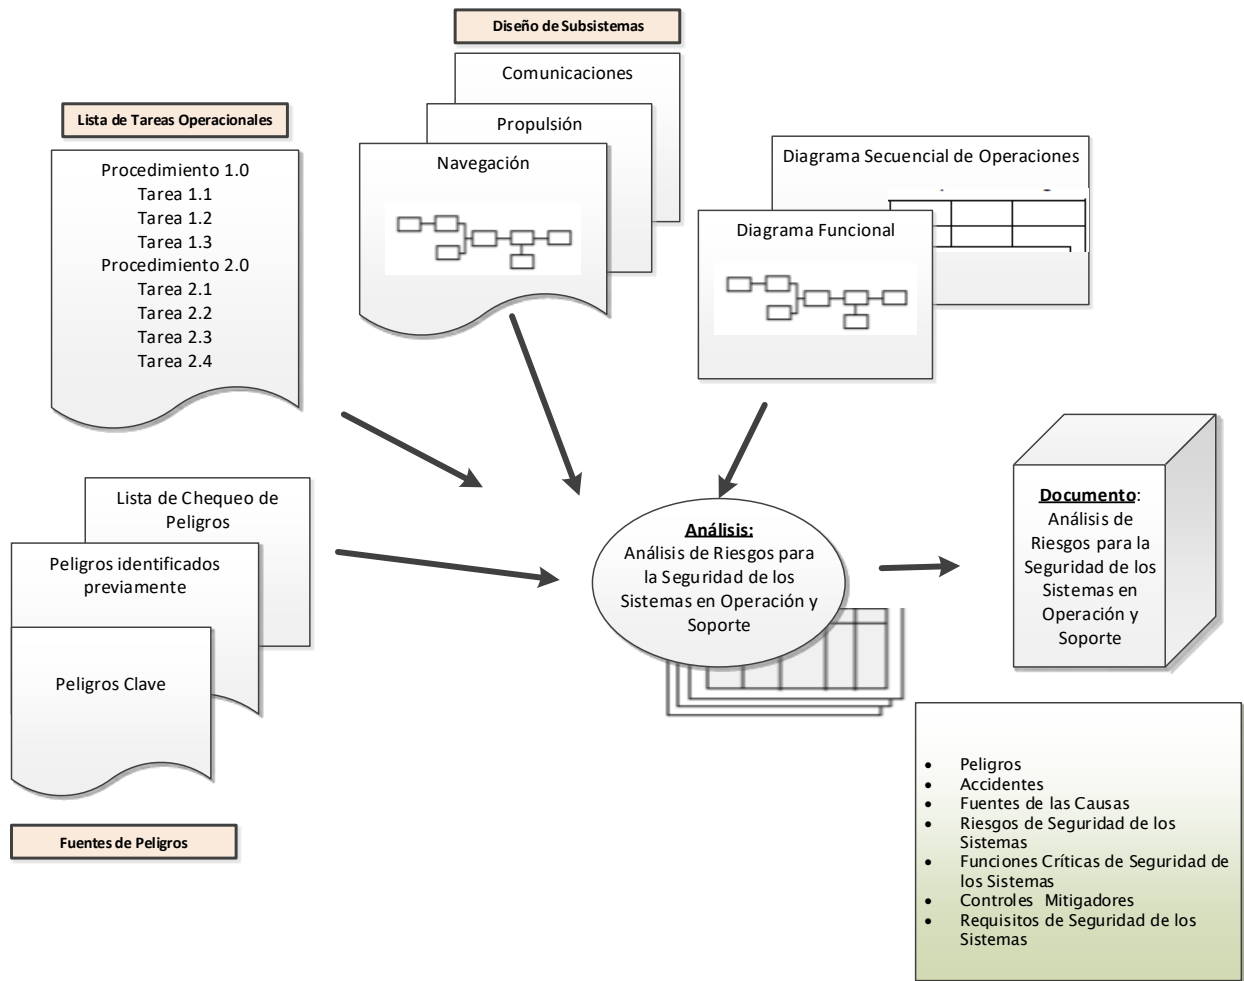 Diseño de Subsistemas
Comunicaciones
Propulsión
Navegación
Lista de Tareas Operacionales
Procedimiento 1.0
Tarea 1.1
Tarea 1.2
Tarea 1.3
Procedimiento 2.0
Tarea 2.1
Tarea 2.2
Tarea 2.3
Tarea 2.4
Diagrama Secuencial de Operaciones
Diagrama Funcional
Lista de Chequeo de
Peligros
Peligros identificados
previamente
Peligros Clave
Fuentes de Peligros
Análisis:
Análisis de Riesgos para
la Seguridad de los
Sistemas en Operación y
Soporte
Documento:
Análisis de
Riesgos para la
Seguridad de los
Sistemas en
Operación y
Soporte
• Peligros
• Accidentes
• Fuentes de las Causas
• Riesgos de Seguridad de los
Sistemas
• Funciones Críticas de Seguridad de
los Sistemas
• Controles Mitigadores
• Requisitos de Seguridad de los
Sistemas